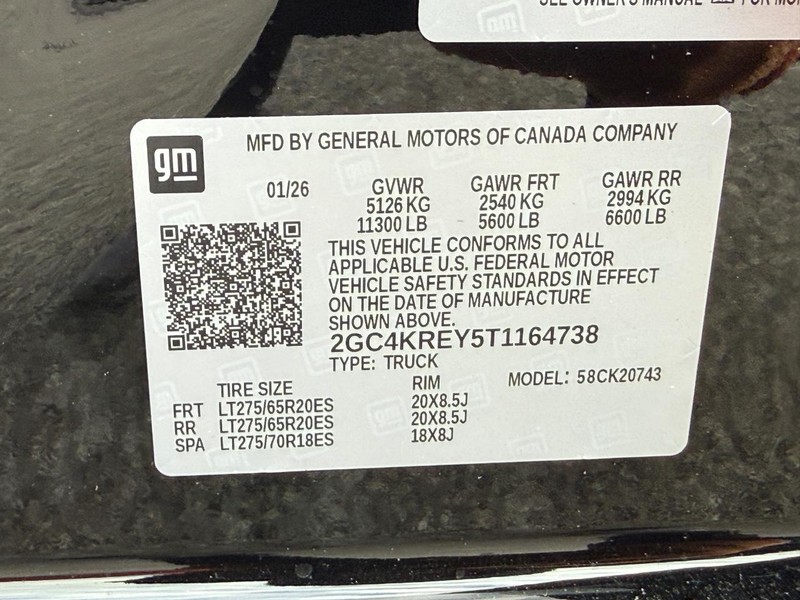 SEE OWNER'S MANUAL
gm
MFD BY GENERAL MOTORS OF CANADA COMPANY
01/26 GVWR GAWR FRT GAWR RR
5126 KG 2540 KG 2994 KG
11300 LB 5600 LB 6600 LB
THIS VEHICLE CONFORMS TO ALL
APPLICABLE U.S. FEDERAL MOTOR
VEHICLE SAFETY STANDARDS IN EFFECT
ON THE DATE OF MANUFACTURE
SHOWN ABOVE.
2GC4KREY5T1164738
TYPE: TRUCK
TIRE SIZE RIM MODEL: 58CK20743
FRT LT275/65R20ES 20X8.5J
RR LT275/65R20ES 20X8.5J
SPA LT275/70R18ES 18X8J